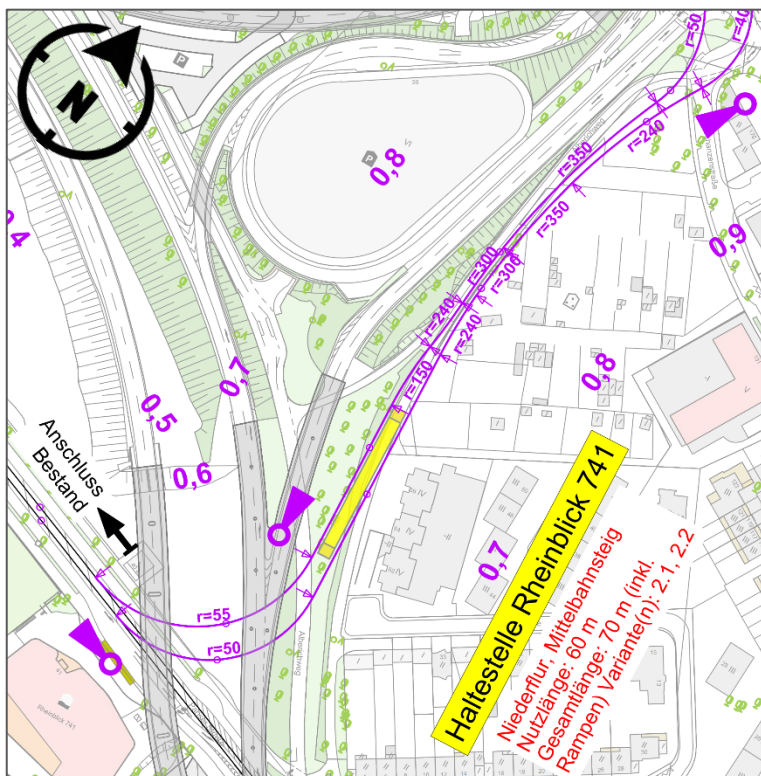 N
P
VI
P
0,8
r=350
r=50
r=40
r=240
r=350
0,9
r=300
r=300
r=240
r=240
r=150
0,4
0,7
0,5
0,6
0,8
0,7
Anschluss
Bestand
r=55
r=50
Rheinblick 741
Haltestelle Rheinblick 741
Niederflur, Mittelbahnsteig
Nutzlänge: 60 m
Gesamtlänge: 70 m (inkl.
Rampen) Variante(n): 2.1, 2.2